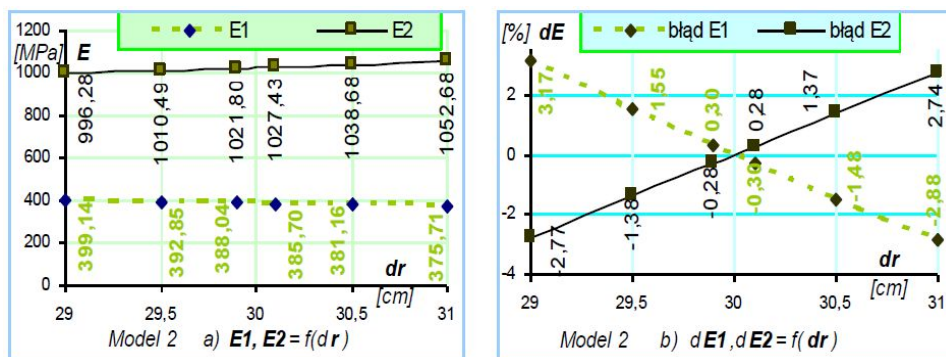 E1 E2
[MPa] E
1200
1000
800
600
400
200
0
996,28 1010,49 1021,80 1027,43 1038,68 1052,68
399,14 392,85 388,04 385,70 381,16 375,71
dr
[cm]
29 29,5 30 30,5 31
Model 2 a) E1, E2 = f(dr)
[%] dE
błąd E1 błąd E2
2
0
-2
-4
3,17 1,55 0,30 -0,30 -1,48 -2,88
-2,77 -1,38 -0,28 0,28 1,37 2,74
dr
[cm]
29 29,5 30 30,5 31
Model 2 b) dE1,dE2 = f(dr)